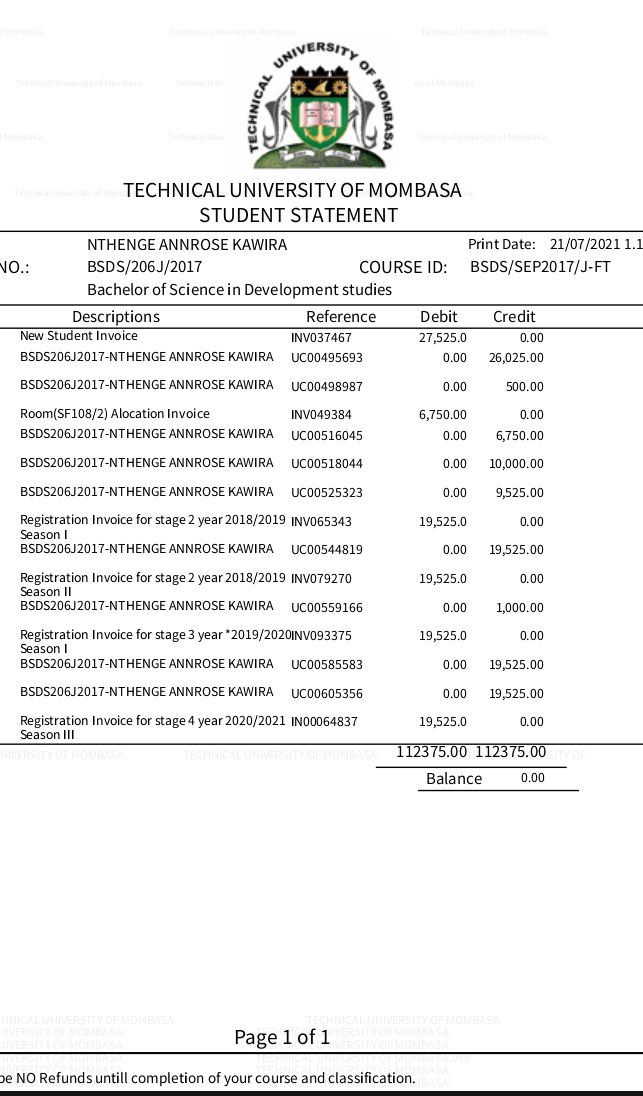 TECHNICAL UNIVERSITY OF MOMBASA
TECHNICAL UNIVERSITY OF MOMBASA
STUDENT STATEMENT
NTHENGE ANNROSE KAWIRA Print Date: 21/07/2021 1.1
NO.: BSDS/206J/2017 COURSE ID: BSDS/SEP2017/J-FT
Bachelor of Science in Development studies
Descriptions Reference Debit Credit
New Student Invoice INV037467 27,525.0 0.00
BSDS206J2017-NTHENGE ANNROSE KAWIRA UC00495693 0.00 26,025.00
BSDS206J2017-NTHENGE ANNROSE KAWIRA UC00498987 0.00 500.00
Room(SF108/2) Alocation Invoice INV049384 6,750.00 0.00
BSDS206J2017-NTHENGE ANNROSE KAWIRA UC00516045 0.00 6,750.00
BSDS206J2017-NTHENGE ANNROSE KAWIRA UC00518044 0.00 10,000.00
BSDS206J2017-NTHENGE ANNROSE KAWIRA UC00525323 0.00 9,525.00
Registration Invoice for stage 2 year 2018/2019 INV065343 19,525.0 0.00
Season I
BSDS206J2017-NTHENGE ANNROSE KAWIRA UC00544819 0.00 19,525.00
Registration Invoice for stage 2 year 2018/2019 INV079270 19,525.0 0.00
Season II
BSDS206J2017-NTHENGE ANNROSE KAWIRA UC00559166 0.00 1,000.00
Registration Invoice for stage 3 year *2019/2020 INV093375 19,525.0 0.00
Season I
BSDS206J2017-NTHENGE ANNROSE KAWIRA UC00585583 0.00 19,525.00
BSDS206J2017-NTHENGE ANNROSE KAWIRA UC00605356 0.00 19,525.00
Registration Invoice for stage 4 year 2020/2021 IN00064837 19,525.0 0.00
Season III
112375.00 112375.00
Balance 0.00
Page 1 of 1
be NO Refunds untill completion of your course and classification.